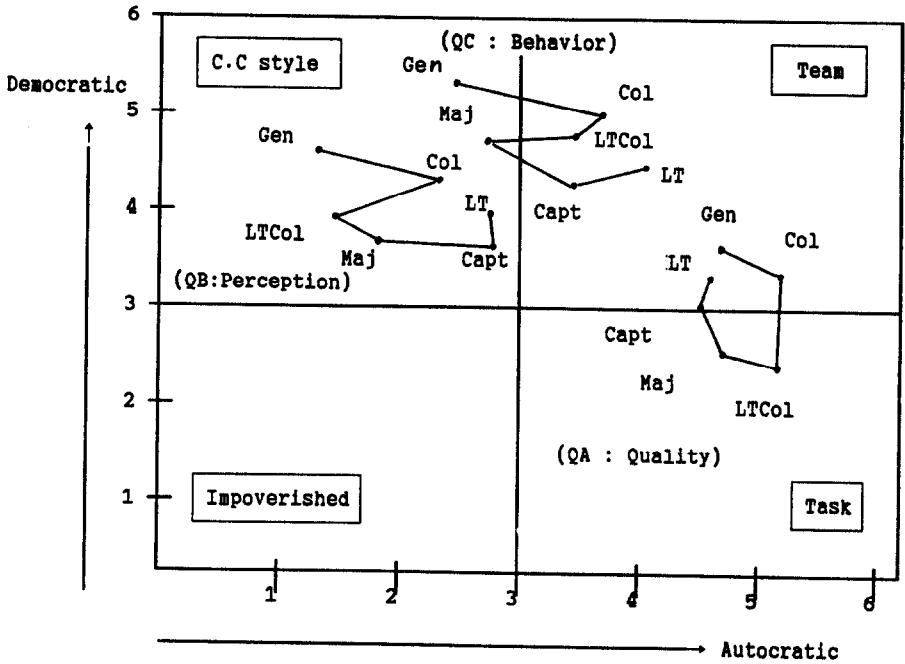 6
(QC : Behavior)
C.C style
Team
Gen
Democratic
Col
5
Maj
Gen
LTCol
Col
LT
LT
4
Capt
Gen
LTCol
Col
Maj
Capt
LT
(QB:Perception)
3
Capt
Maj
2
LTCol
(QA : Quality)
1
Impoverished
Task
1
2
3
4
5
6
Autocratic